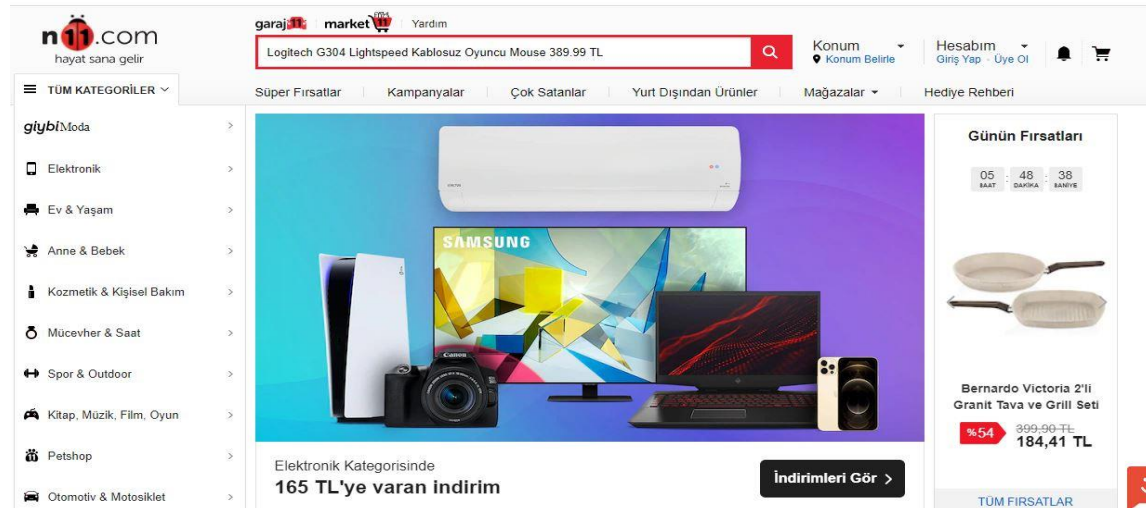 garaj11 market11 Yardım
n11.com
hayat sana gelir
Logitech G304 Lightspeed Kablosuz Oyuncu Mouse 389.99 TL
Konum
Konum Belirle
Hesabım
Giriş Yap · Üye Ol
TÜM KATEGORİLER
Süper Fırsatlar Kampanyalar Çok Satanlar Yurt Dışından Ürünler Mağazalar Hediye Rehberi
giybiModa
Elektronik
Ev & Yaşam
Anne & Bebek
Kozmetik & Kişisel Bakım
Mücevher & Saat
Spor & Outdoor
Kitap, Müzik, Film, Oyun
Petshop
Otomotiv & Motosiklet
SAMSUNG
Canon
Elektronik Kategorisinde
165 TL'ye varan indirim
İndirimleri Gör
Günün Fırsatları
05 : 48 : 38
SAAT DAKİKA SANİYE
Bernardo Victoria 2'li
Granit Tava ve Grill Seti
%54
399,90 TL
184,41 TL
TÜM FIRSATLAR